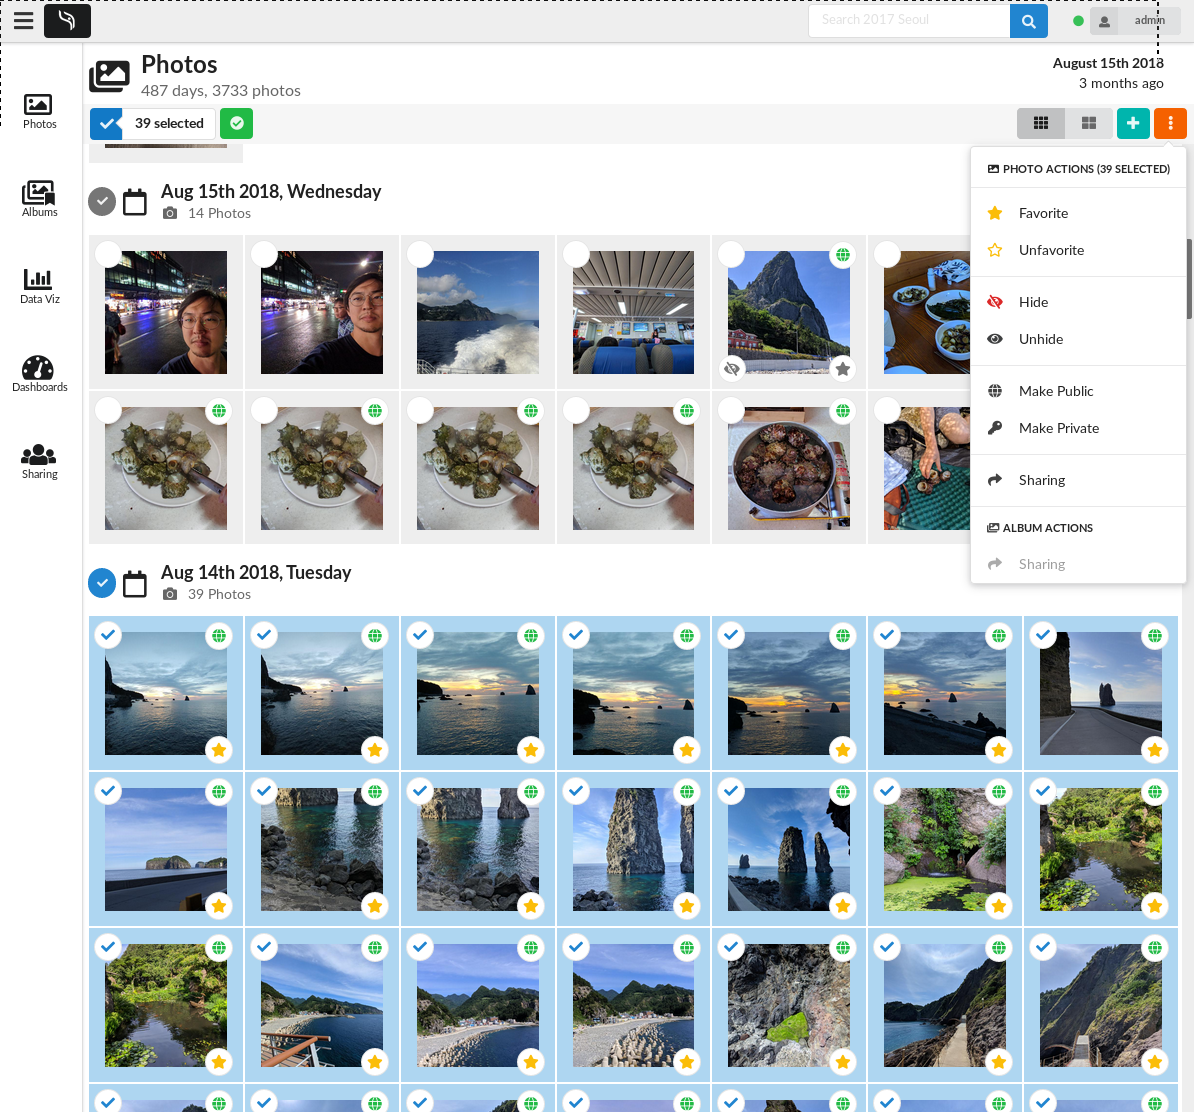 Search 2017 Seoul
admin
Photos
487 days, 3733 photos
August 15th 2018
3 months ago
39 selected
Photos
Albums
Data Viz
Dashboards
Sharing
Aug 15th 2018, Wednesday
14 Photos
PHOTO ACTIONS (39 SELECTED)
Favorite
Unfavorite
Hide
Unhide
Make Public
Make Private
Sharing
ALBUM ACTIONS
Sharing
Aug 14th 2018, Tuesday
39 Photos